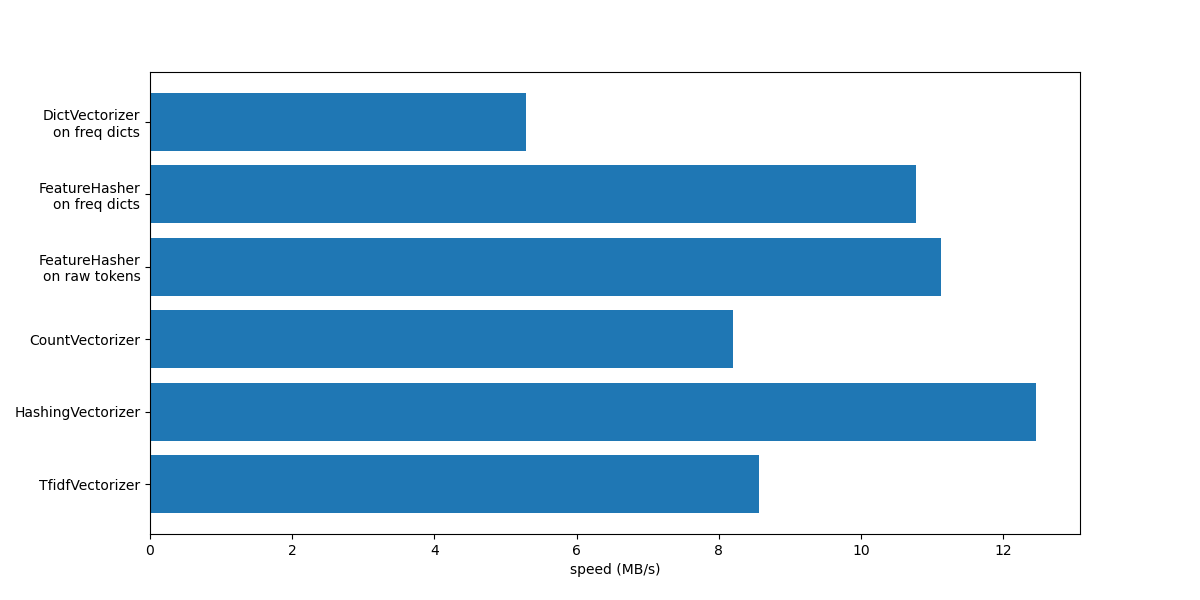 DictVectorizer
on freq dicts
FeatureHasher
on freq dicts
FeatureHasher
on raw tokens
CountVectorizer
HashingVectorizer
TfidfVectorizer
0 2 4 6 8 10 12
speed (MB/s)